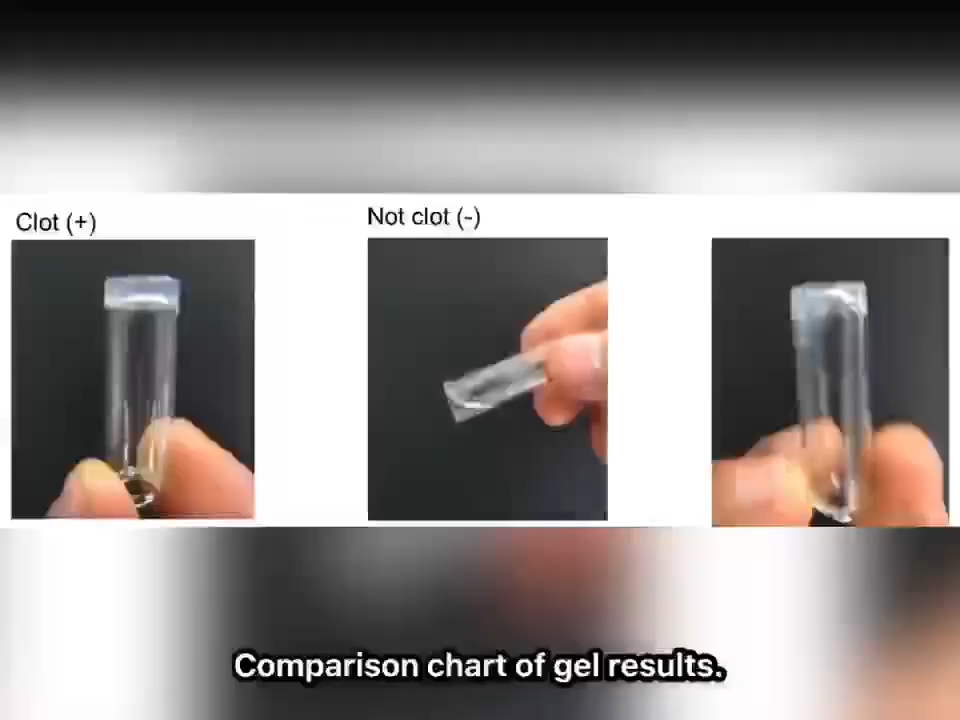 Clot (+)
Not clot (-)
Comparison chart of gel results.